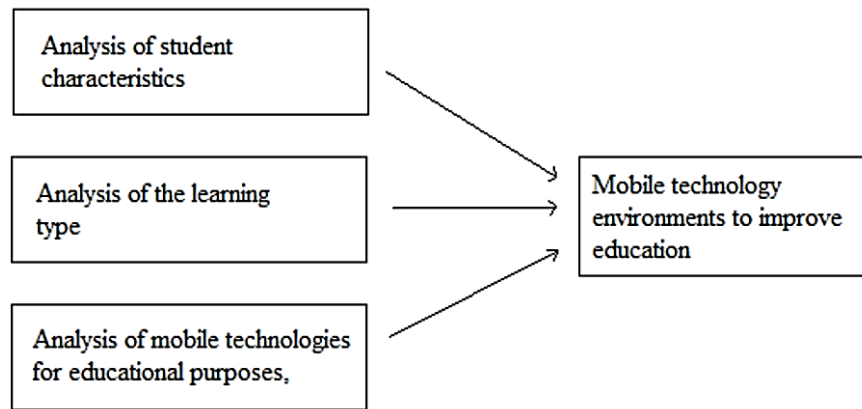 Analysis of student
characteristics
Analysis of the learning
type
Analysis of mobile technologies
for educational purposes,
Mobile technology
environments to improve
education